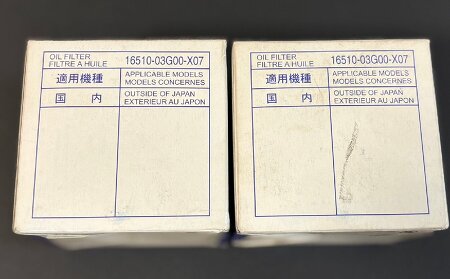 OIL FILTER
FILTRE A HUILE 16510-03G00-X07
適用機種 APPLICABLE MODELS
MODELS CONCERNES
国内 OUTSIDE OF JAPAN
EXTERIEUR AU JAPON
OIL FILTER
FILTRE A HUILE 16510-03G00-X07
適用機種 APPLICABLE MODELS
MODELS CONCERNES
国内 OUTSIDE OF JAPAN
EXTERIEUR AU JAPON